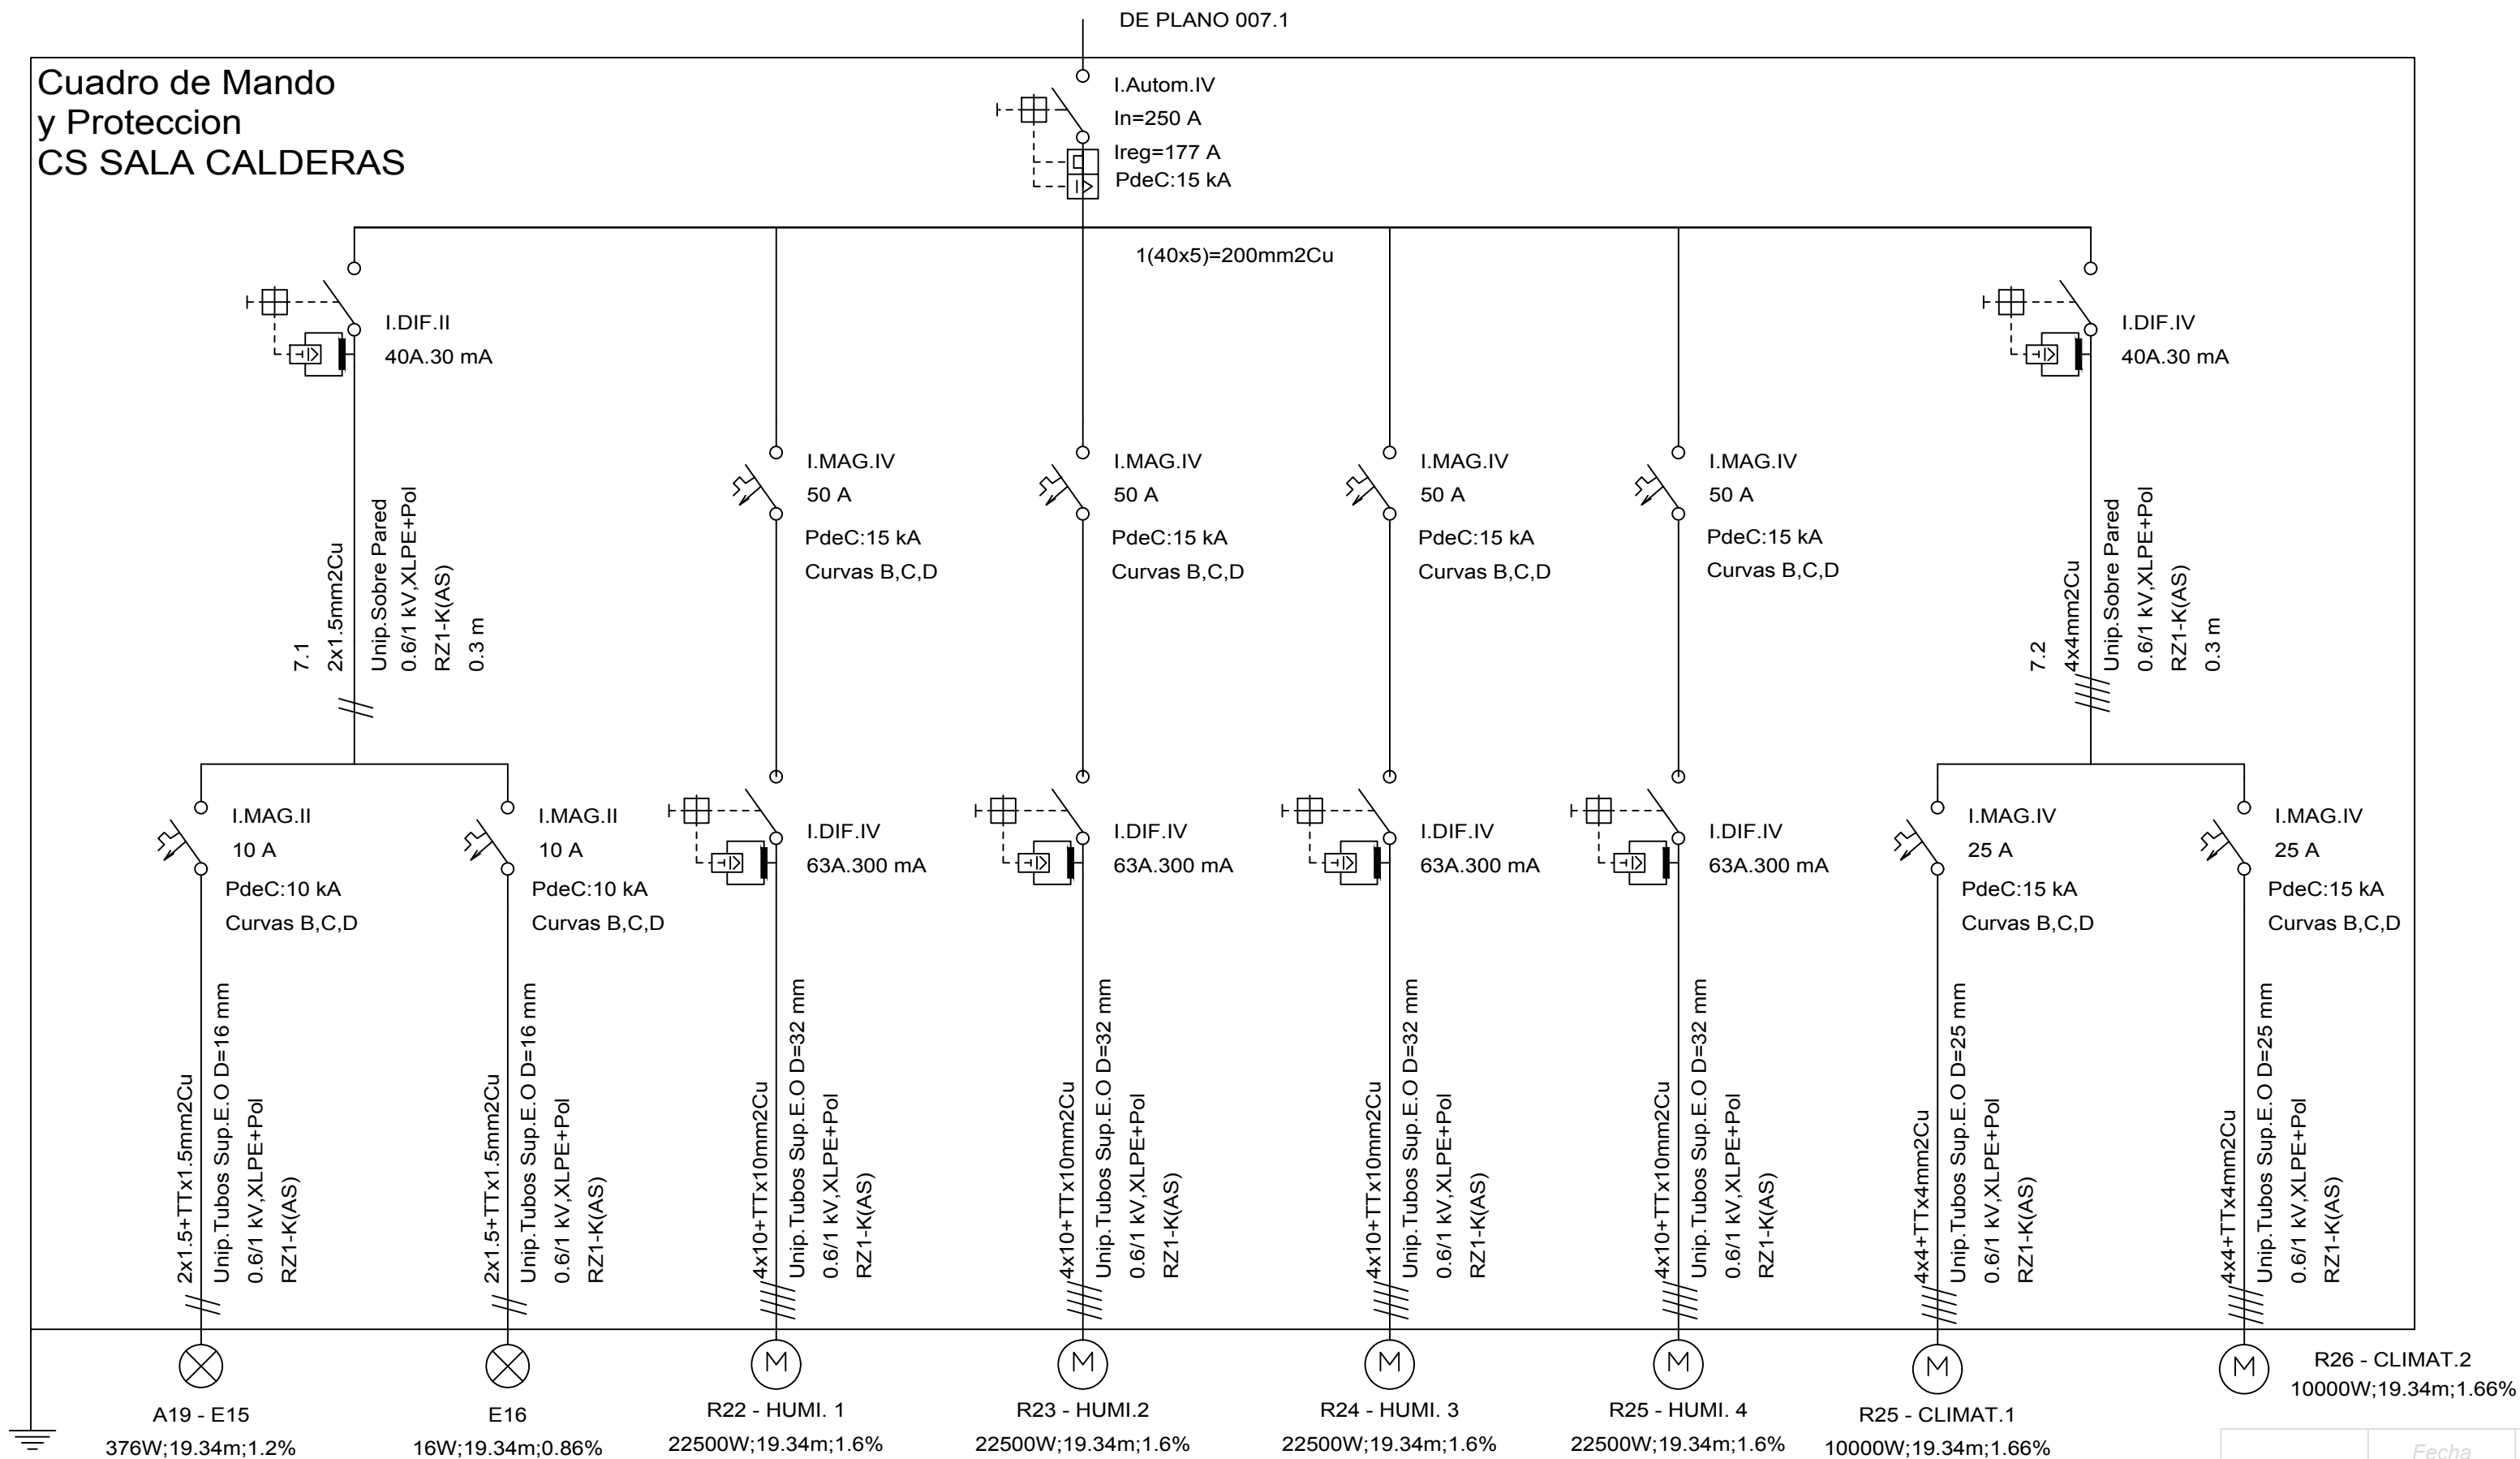 DE PLANO 007.1
Cuadro de Mando
y Proteccion
CS SALA CALDERAS
I.Autom.IV
In=250 A
Ireg=177 A
PdeC:15 kA
1(40x5)=200mm2Cu
I.DIF.II
40A.30 mA
I.DIF.IV
40A.30 mA
I.MAG.IV
50 A
PdeC:15 kA
Curvas B,C,D
I.MAG.IV
50 A
PdeC:15 kA
Curvas B,C,D
I.MAG.IV
50 A
PdeC:15 kA
Curvas B,C,D
I.MAG.IV
50 A
PdeC:15 kA
Curvas B,C,D
7.1
2x1.5mm2Cu
Unip.Sobre Pared
0.6/1 kV,XLPE+Pol
RZ1-K(AS)
0.3 m
7.2
4x4mm2Cu
Unip.Sobre Pared
0.6/1 kV,XLPE+Pol
RZ1-K(AS)
0.3 m
I.MAG.II
10 A
PdeC:10 kA
Curvas B,C,D
I.MAG.II
10 A
PdeC:10 kA
Curvas B,C,D
I.DIF.IV
63A.300 mA
I.DIF.IV
63A.300 mA
I.DIF.IV
63A.300 mA
I.DIF.IV
63A.300 mA
I.MAG.IV
25 A
PdeC:15 kA
Curvas B,C,D
I.MAG.IV
25 A
PdeC:15 kA
Curvas B,C,D
2x1.5+TTx1.5mm2Cu
Unip.Tubos Sup.E.O D=16 mm
0.6/1 kV,XLPE+Pol
RZ1-K(AS)
2x1.5+TTx1.5mm2Cu
Unip.Tubos Sup.E.O D=16 mm
0.6/1 kV,XLPE+Pol
RZ1-K(AS)
4x10+TTx10mm2Cu
Unip.Tubos Sup.E.O D=32 mm
0.6/1 kV,XLPE+Pol
RZ1-K(AS)
4x10+TTx10mm2Cu
Unip.Tubos Sup.E.O D=32 mm
0.6/1 kV,XLPE+Pol
RZ1-K(AS)
4x10+TTx10mm2Cu
Unip.Tubos Sup.E.O D=32 mm
0.6/1 kV,XLPE+Pol
RZ1-K(AS)
4x10+TTx10mm2Cu
Unip.Tubos Sup.E.O D=32 mm
0.6/1 kV,XLPE+Pol
RZ1-K(AS)
4x4+TTx4mm2Cu
Unip.Tubos Sup.E.O D=25 mm
0.6/1 kV,XLPE+Pol
RZ1-K(AS)
4x4+TTx4mm2Cu
Unip.Tubos Sup.E.O D=25 mm
0.6/1 kV,XLPE+Pol
RZ1-K(AS)
M
M
M
M
M
M
A19 - E15
376W;19.34m;1.2%
E16
16W;19.34m;0.86%
R22 - HUMI. 1
22500W;19.34m;1.6%
R23 - HUMI.2
22500W;19.34m;1.6%
R24 - HUMI. 3
22500W;19.34m;1.6%
R25 - HUMI. 4
22500W;19.34m;1.6%
R25 - CLIMAT.1
10000W;19.34m;1.66%
R26 - CLIMAT.2
10000W;19.34m;1.66%
Fecha